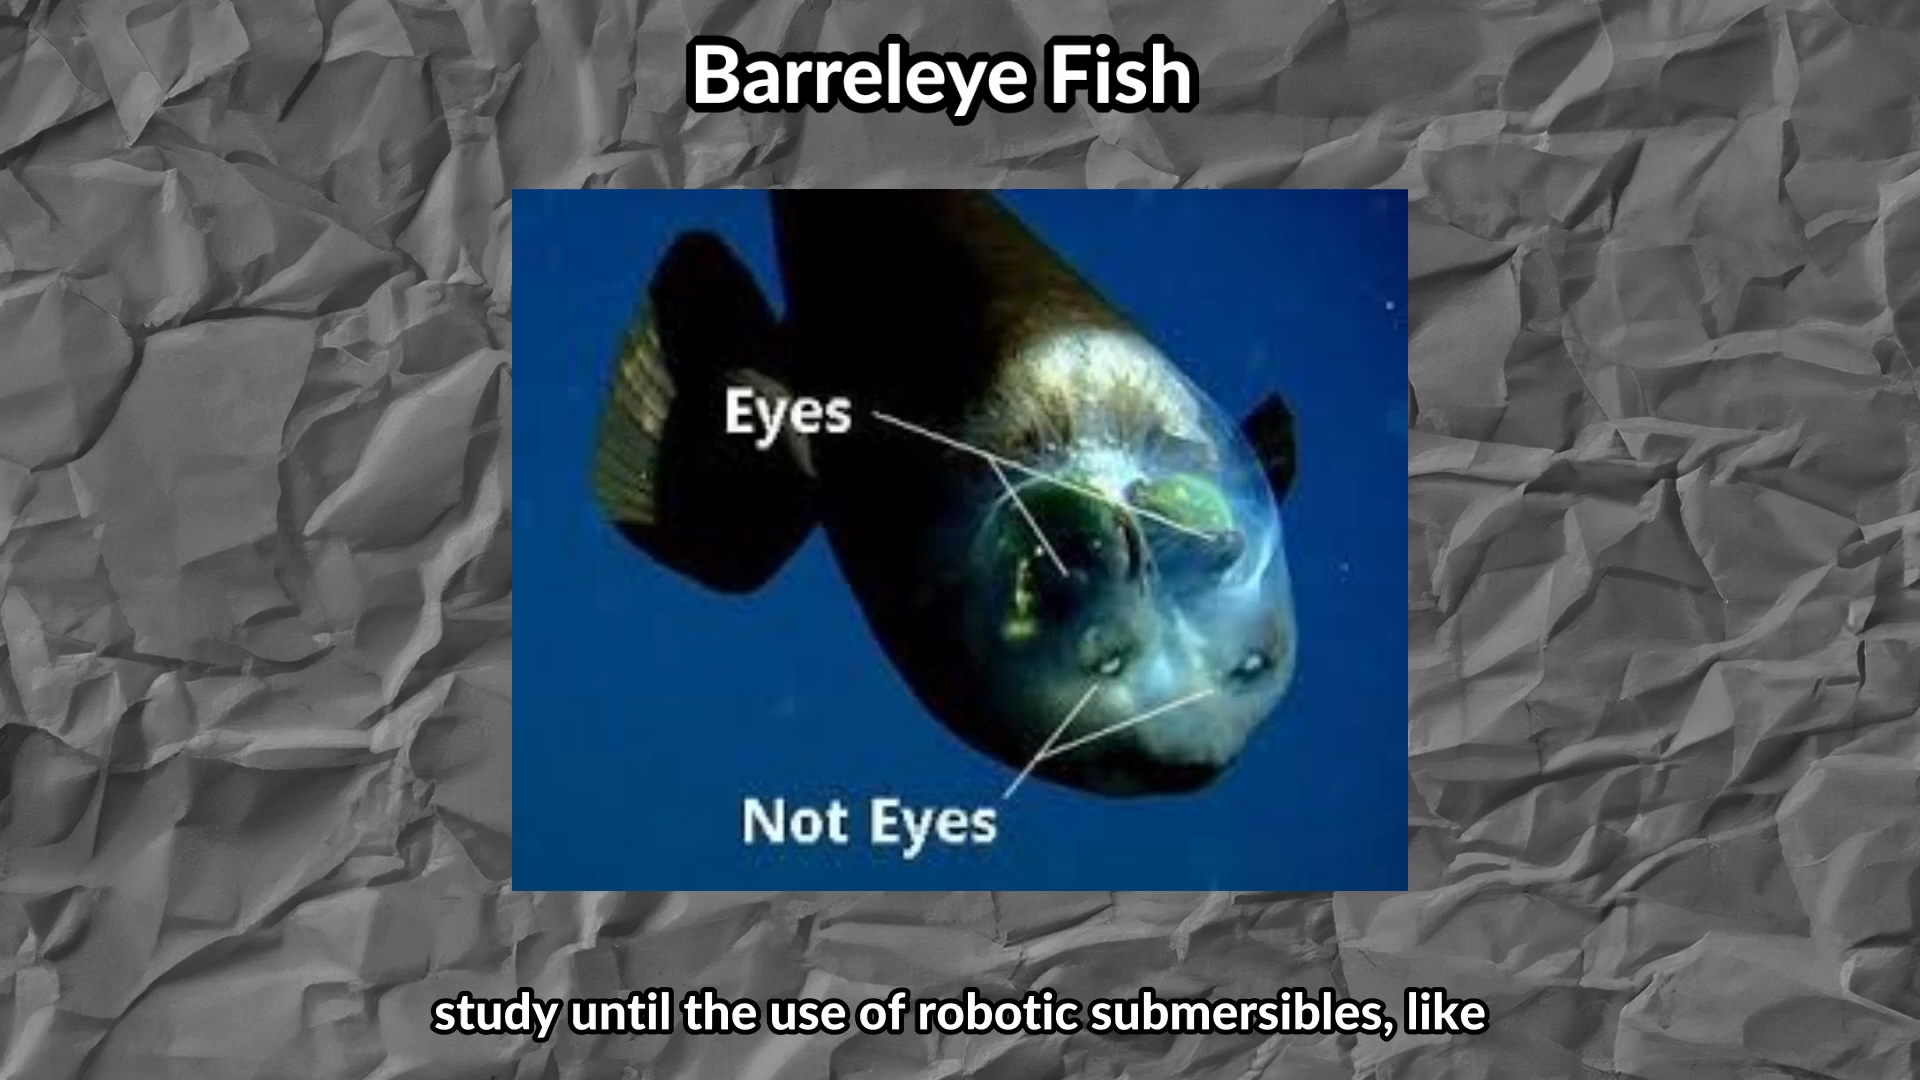 Barreleye Fish
Eyes
Not Eyes
study until the use of robotic submersibles, like